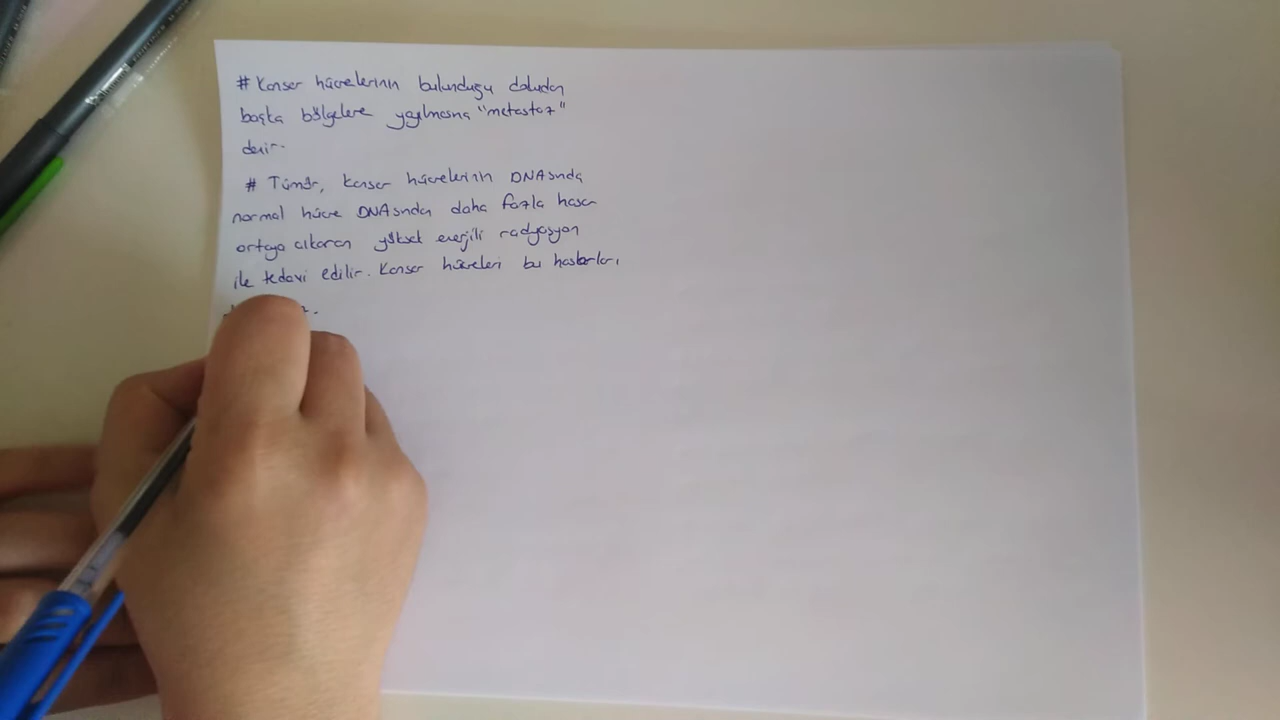 # Kanser hücrelerinin bulunduğu dokudan
başka bölgelere yayılmasına "metastaz"
denir.
# Tümör, kanser hücrelerinin DNAsında
normal hücre DNAsından daha fazla hasar
ortaya çıkaran yüksek enerjili radyasyon
ile tedavi edilir. Kanser hücreleri bu hasarları